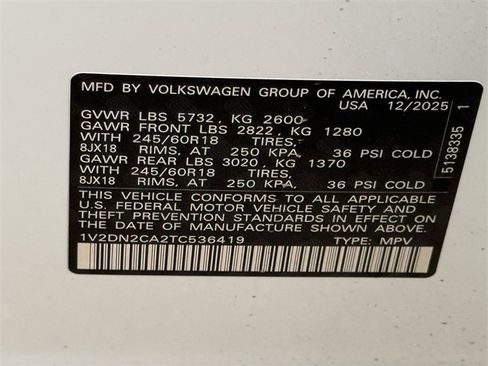 MFD BY VOLKSWAGEN GROUP OF AMERICA, INC.
USA 12/2025
GVWR LBS 5732, KG 2600
GAWR FRONT LBS 2822, KG 1280
WITH 245/60R18 TIRES,
8JX18 RIMS, AT 250 KPA, 36 PSI COLD
GAWR REAR LBS 3020, KG 1370
WITH 245/60R18 TIRES,
8JX18 RIMS, AT 250 KPA, 36 PSI COLD
THIS VEHICLE CONFORMS TO ALL APPLICABLE
U.S. FEDERAL MOTOR VEHICLE SAFETY
STANDARDS IN EFFECT ON THE
DATE OF MANUFACTURE SHOWN ABOVE.
1V2DN2CA2TC536419 TYPE: MPV
5138335 1